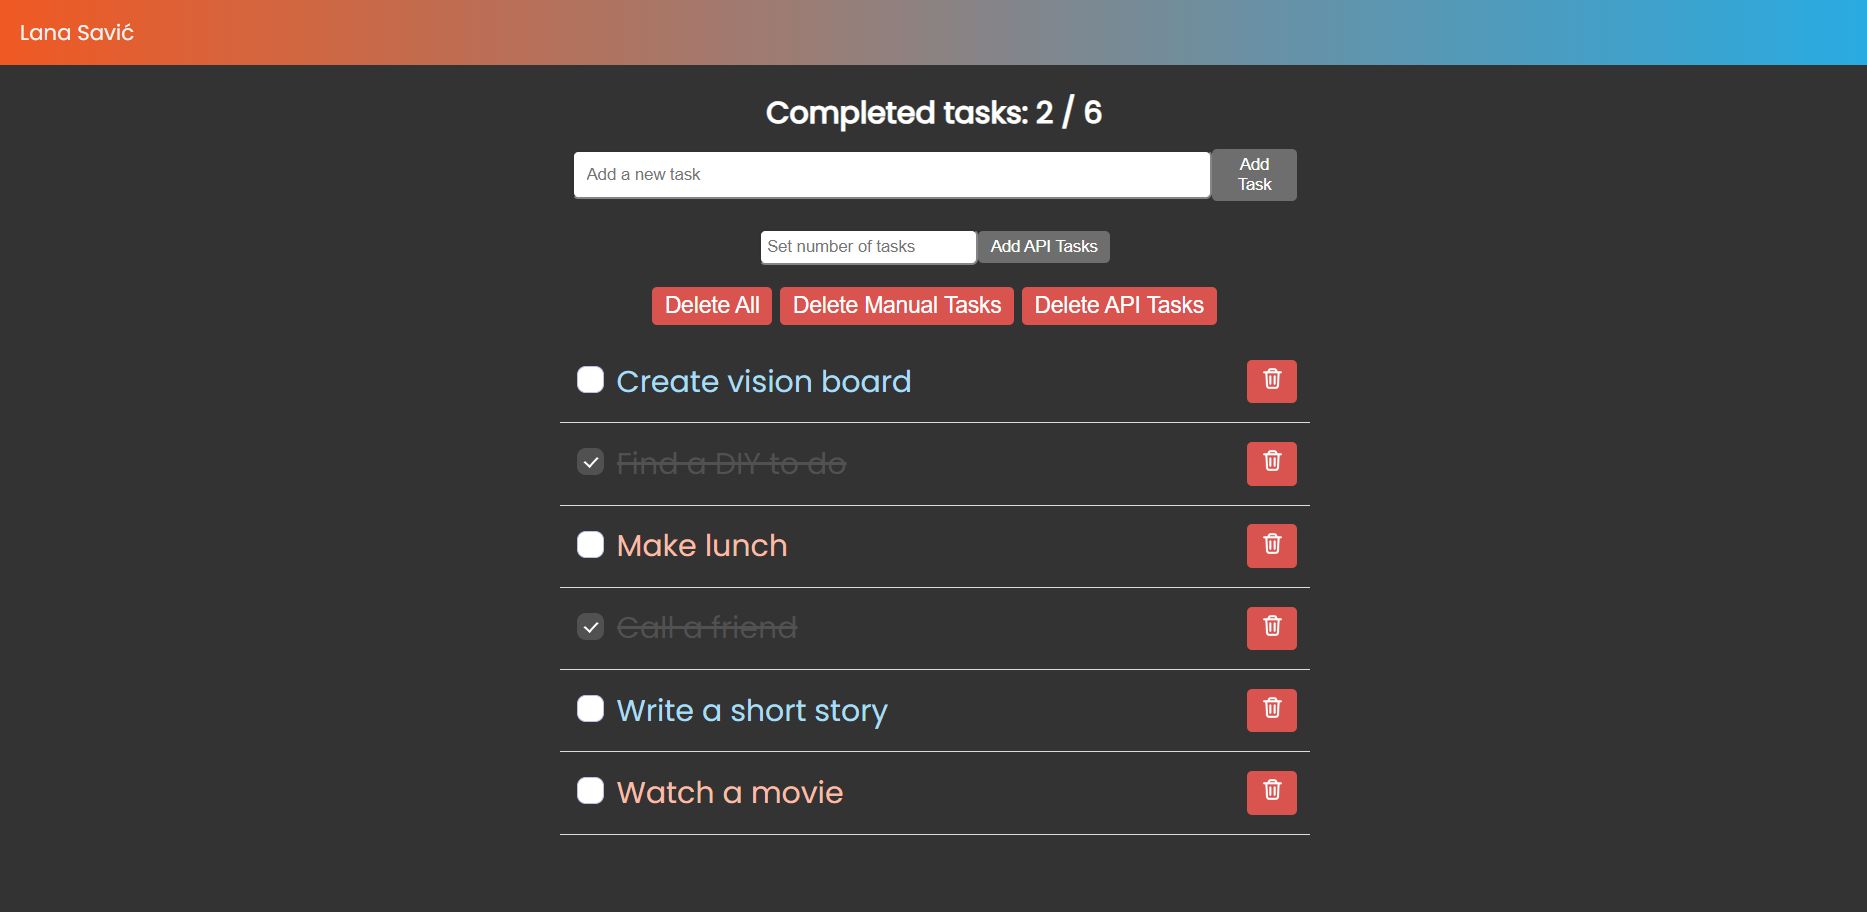 Lana Savić
Completed tasks: 2 / 6
Add a new task
Add
Task
Set number of tasks
Add API Tasks
Delete All
Delete Manual Tasks
Delete API Tasks
Create vision board
Find a DIY to do
Make lunch
Call a friend
Write a short story
Watch a movie